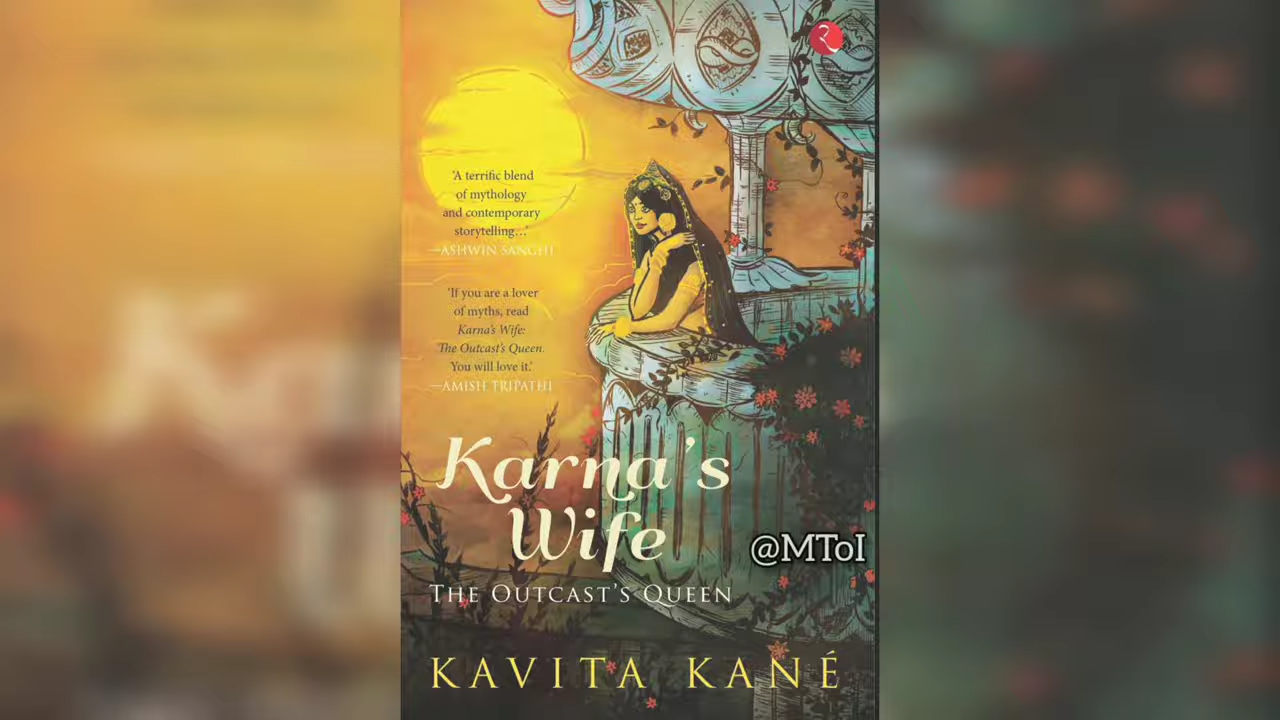 'A terrific blend
of mythology
and contemporary
storytelling...'
—ASHWIN SANGHI
'If you are a lover
of myths, read
Karna's Wife:
The Outcast's Queen.
You will love it.'
—AMISH TRIPATHI
Karna's
Wife
@MToI
THE OUTCAST'S QUEEN
KAVITA KANÉ